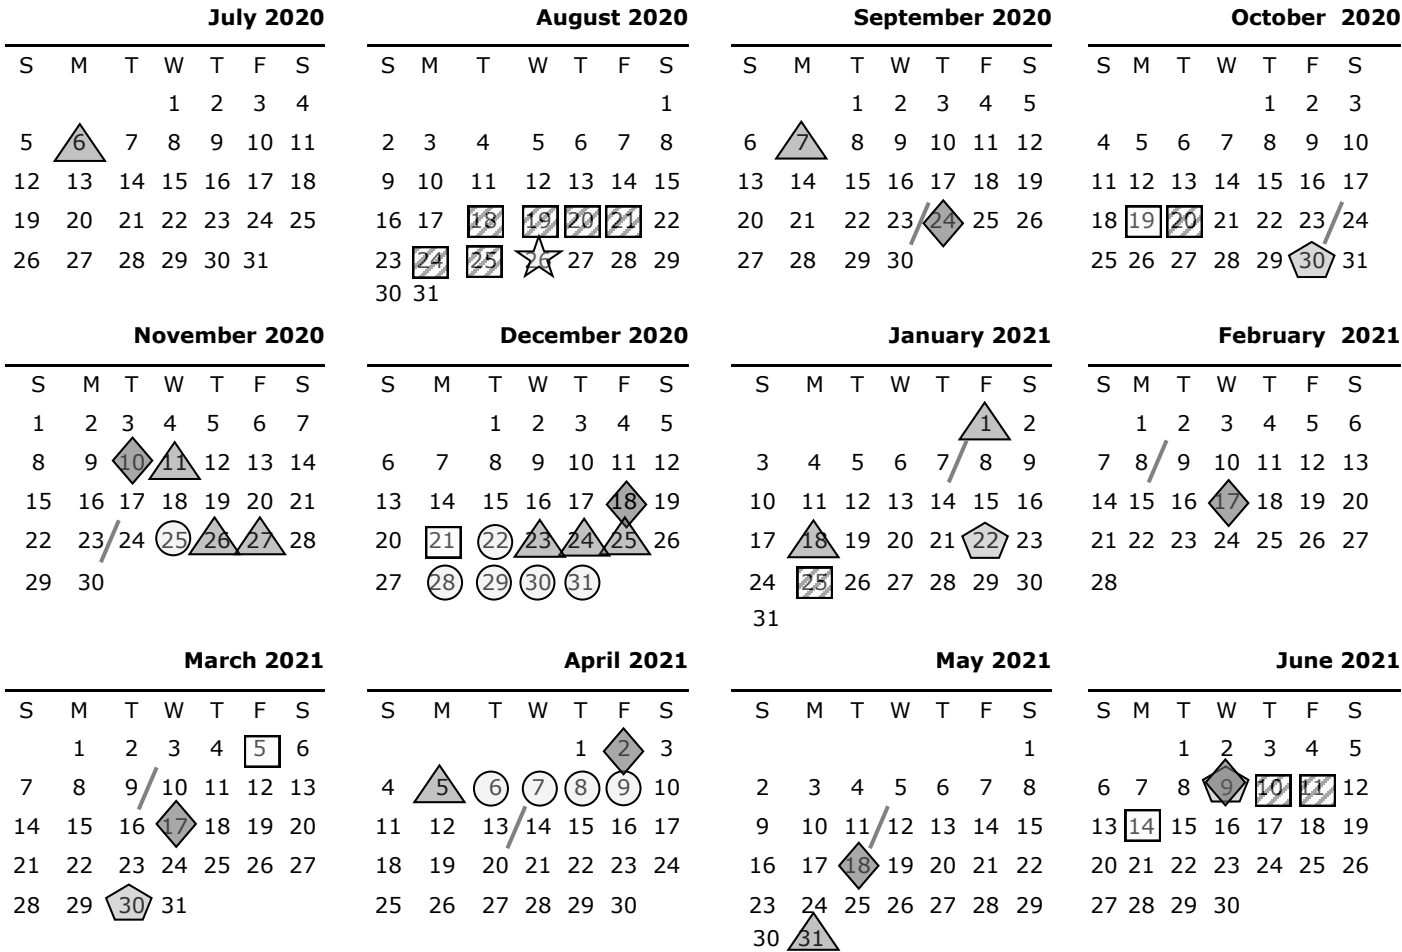 July 2020
S M T W T F S
1 2 3 4
5 6 7 8 9 10 11
12 13 14 15 16 17 18
19 20 21 22 23 24 25
26 27 28 29 30 31
August 2020
S M T W T F S
1
2 3 4 5 6 7 8
9 10 11 12 13 14 15
16 17 18 19 20 21 22
23 24 25 26 27 28 29
30 31
September 2020
S M T W T F S
1 2 3 4 5
6 7 8 9 10 11 12
13 14 15 16 17 18 19
20 21 22 23 24 25 26
27 28 29 30
October 2020
S M T W T F S
1 2 3
4 5 6 7 8 9 10
11 12 13 14 15 16 17
18 19 20 21 22 23 24
25 26 27 28 29 30 31
November 2020
S M T W T F S
1 2 3 4 5 6 7
8 9 10 11 12 13 14
15 16 17 18 19 20 21
22 23 24 25 26 27 28
29 30
December 2020
S M T W T F S
1 2 3 4 5
6 7 8 9 10 11 12
13 14 15 16 17 18 19
20 21 22 23 24 25 26
27 28 29 30 31
January 2021
S M T W T F S
1 2
3 4 5 6 7 8 9
10 11 12 13 14 15 16
17 18 19 20 21 22 23
24 25 26 27 28 29 30
31
February 2021
S M T W T F S
1 2 3 4 5 6
7 8 9 10 11 12 13
14 15 16 17 18 19 20
21 22 23 24 25 26 27
28
March 2021
S M T W T F S
1 2 3 4 5 6
7 8 9 10 11 12 13
14 15 16 17 18 19 20
21 22 23 24 25 26 27
28 29 30 31
April 2021
S M T W T F S
1 2 3
4 5 6 7 8 9 10
11 12 13 14 15 16 17
18 19 20 21 22 23 24
25 26 27 28 29 30
May 2021
S M T W T F S
1
2 3 4 5 6 7 8
9 10 11 12 13 14 15
16 17 18 19 20 21 22
23 24 25 26 27 28 29
30 31
June 2021
S M T W T F S
1 2 3 4 5
6 7 8 9 10 11 12
13 14 15 16 17 18 19
20 21 22 23 24 25 26
27 28 29 30